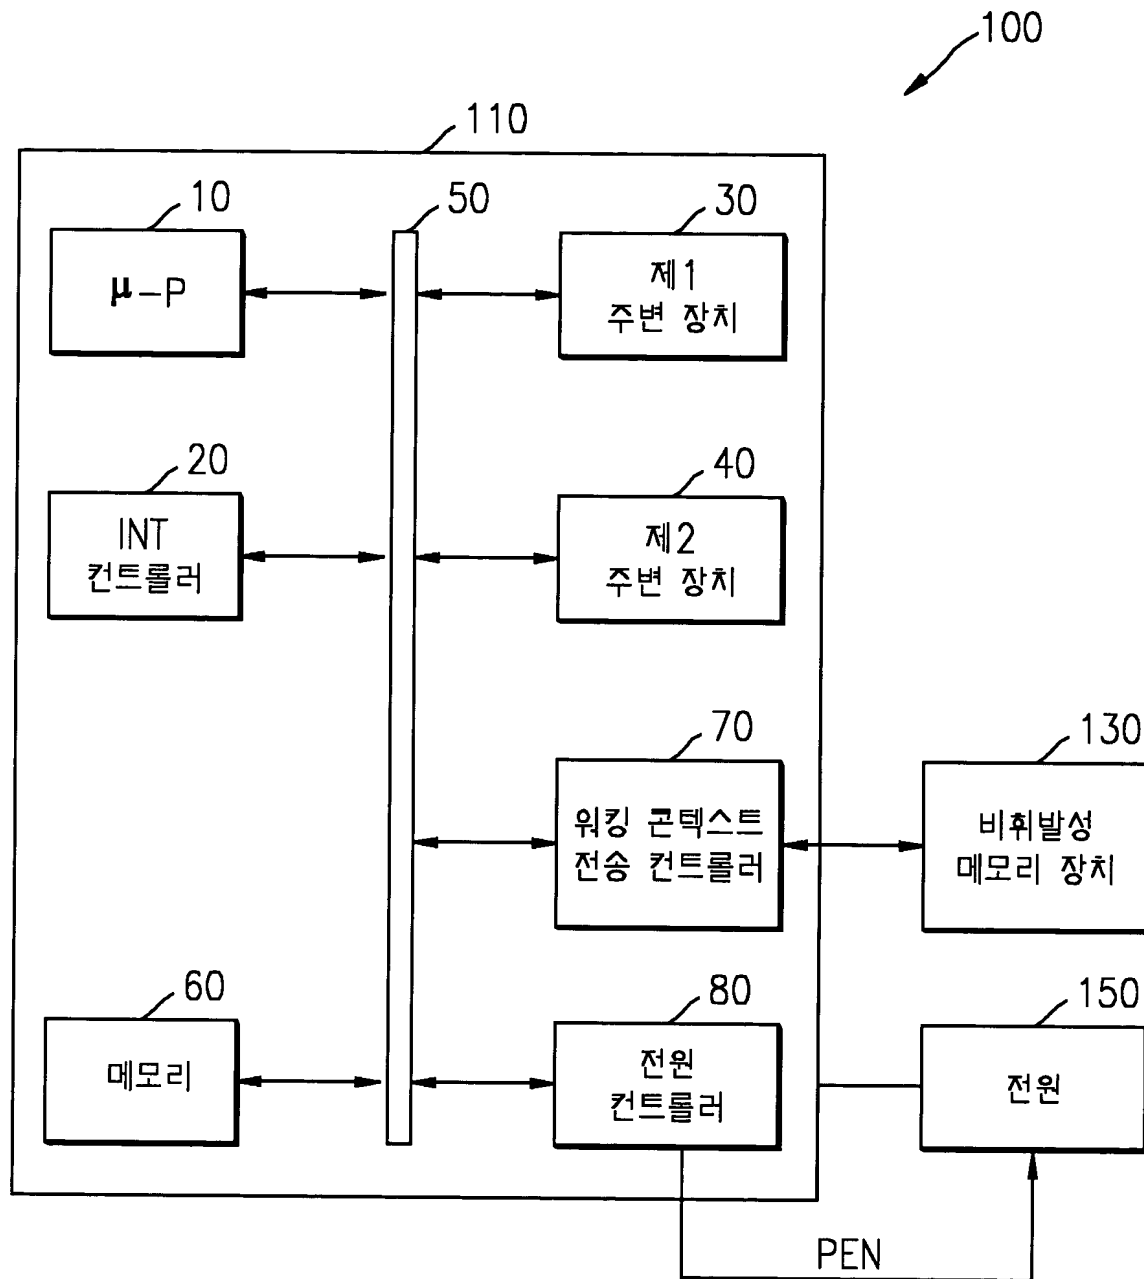 100
110
10
50
30
μ-P
제1
주변 장치
20
40
INT
컨트롤러
제2
주변 장치
70
130
워킹 콘텍스트
전송 컨트롤러
비휘발성
메모리 장치
60
80
150
메모리
전원
컨트롤러
전원
PEN